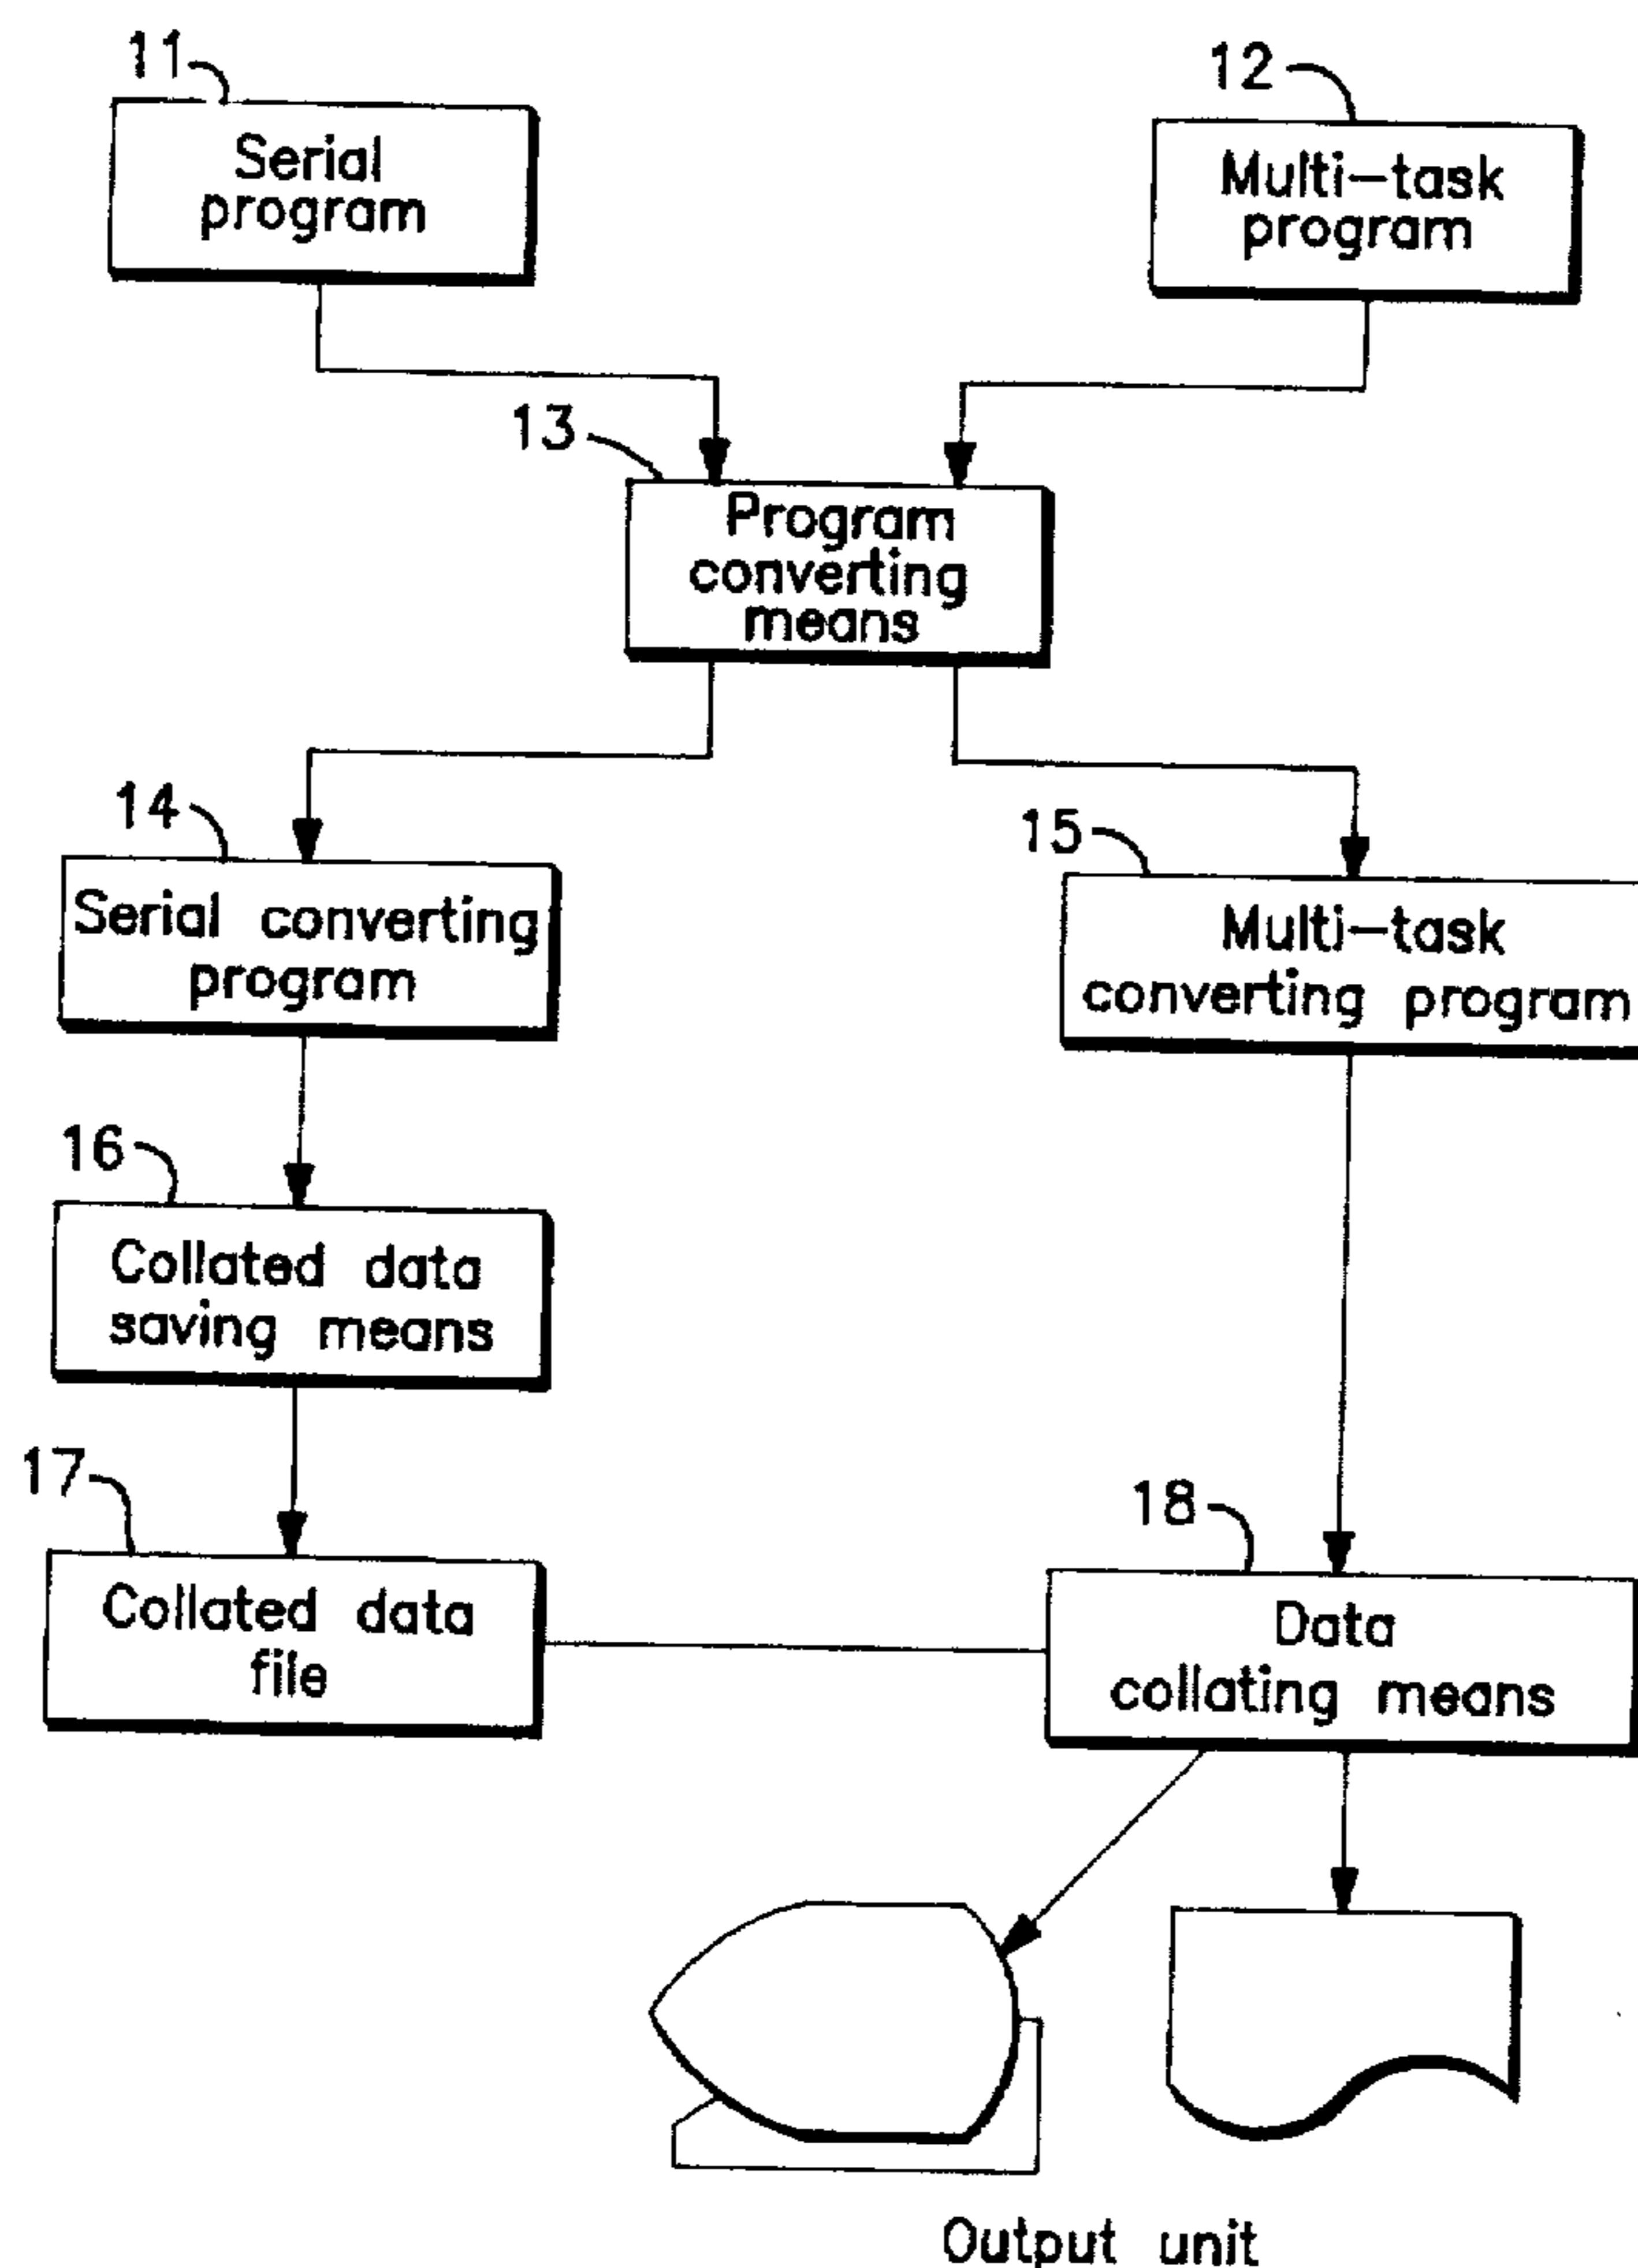 11
Serial
program
12
Multi-task
program
13
Program
converting
means
14
Serial converting
program
15
Multi-task
converting program
16
Collated data
saving means
17
Collated data
file
18
Data
collating means
Output unit